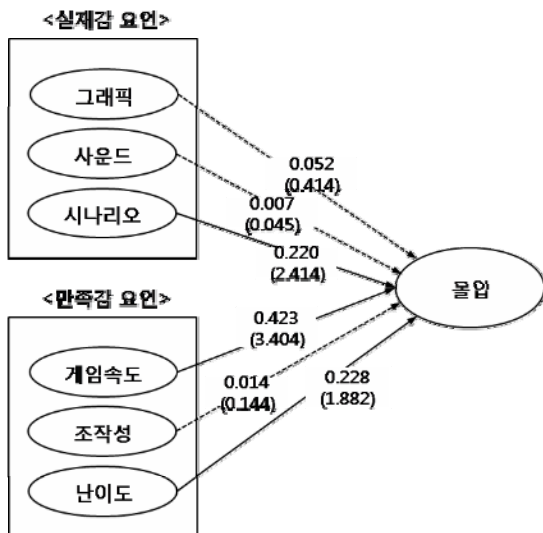 <실재감 요인>
그래픽
사운드
시나리오
0.052
(0.414)
0.007
(0.045)
0.220
(2.414)
몰입
<만족감 요인>
게임속도
조작성
난이도
0.423
(3.404)
0.014
(0.144)
0.228
(1.882)